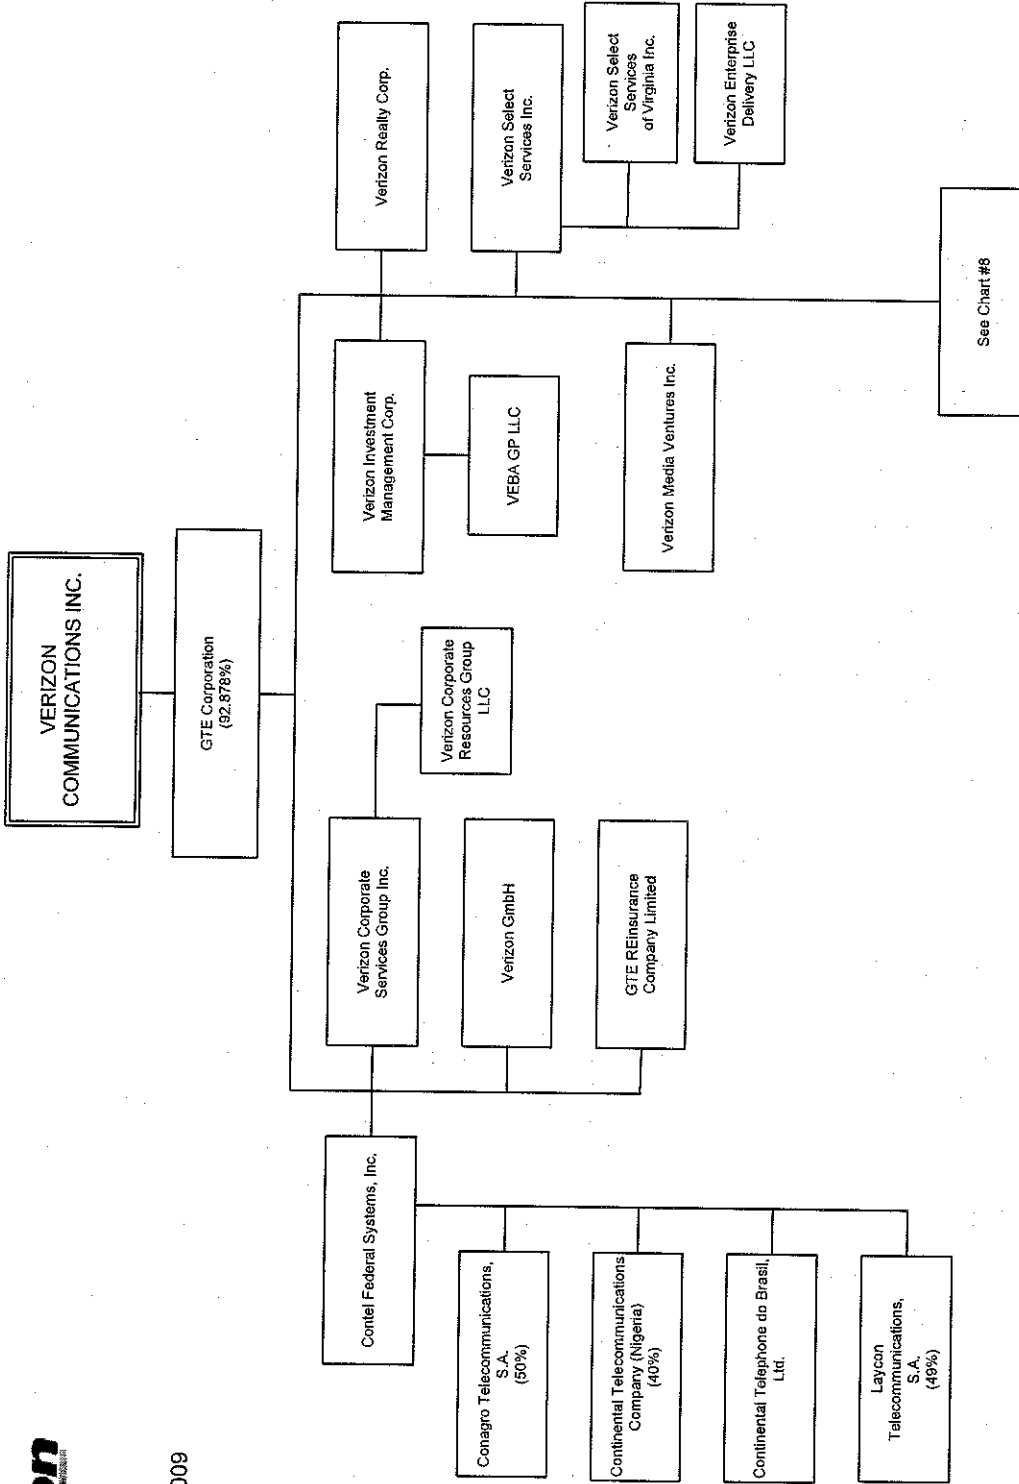 VERIZON
COMMUNICATIONS INC.
GTE Corporation
(92.878%)
Contel Federal Systems, Inc.
Verizon Corporate
Services Group Inc.
Verizon Investment
Management Corp.
Verizon Realty Corp.
Verizon Corporate
Resources Group
LLC
Conagro Telecommunications,
S.A.
(50%)
Verizon GmbH
VEBA GP LLC
Verizon Select
Services Inc.
Continental Telecommunications
Company (Nigeria)
(40%)
GTE REinsurance
Company Limited
Verizon Media Ventures Inc.
Verizon Select
Services
of Virginia Inc.
Continental Telephone do Brasil,
Ltd.
Verizon Enterprise
Delivery LLC
Laycon
Telecommunications,
S.A.
(49%)
See Chart #8
on
009